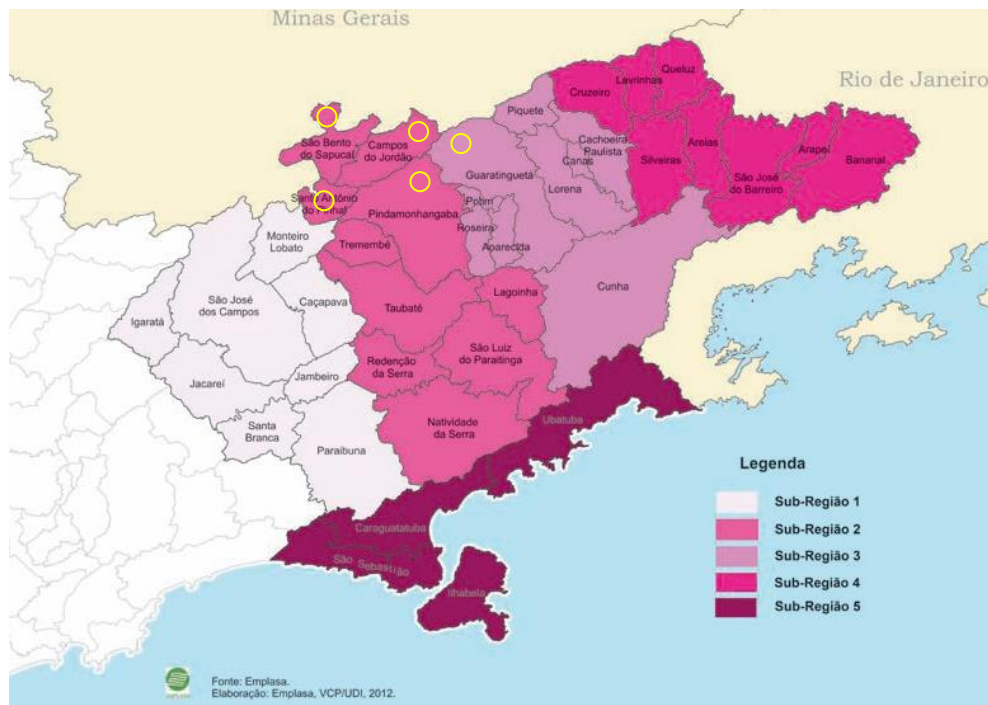 Minas Gerais
Rio de Janeiro
Queluz
Lavrinhas
Cruzeiro
Piquete
Cachoeira
Paulista
Canas
Silveiras
Areias
Arapeí
Bananal
São José
do Barreiro
São Bento
do Sapucaí
Campos
do Jordão
Guaratinguetá
Lorena
Santo Antônio
do Pinhal
Pindamonhangaba
Potim
Roseira
Aparecida
Monteiro
Lobato
Tremembé
Cunha
Lagoinha
São José
dos Campos
Caçapava
Taubaté
Igaratá
São Luiz
do Paraitinga
Redenção
da Serra
Jacareí
Jambeiro
Santa
Branca
Natividade
da Serra
Ubatuba
Paraibuna
Caraguatatuba
São Sebastião
Ilhabela
Legenda
Sub-Região 1
Sub-Região 2
Sub-Região 3
Sub-Região 4
Sub-Região 5
Fonte: Emplasa.
Elaboração: Emplasa, VCP/UDI, 2012.